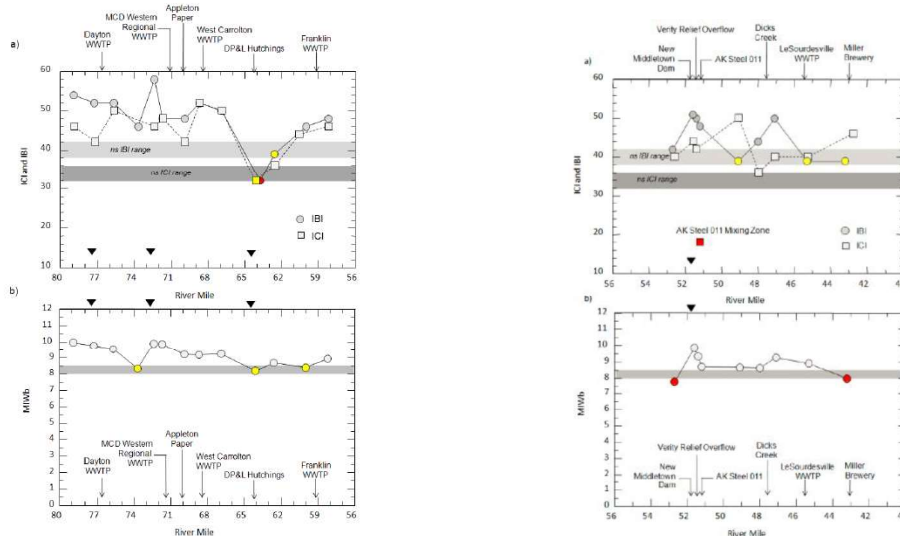 MCD Western
Regional
WWTP
Dayton
WWTP
Appleton
Paper
West Carrolton
WWTP
DP&L Hutchings
Franklin
WWTP
a)
60
50
40
30
20
10
ICI and IBI
ns IBI range
ns ICI range
IBI
ICI
80 77 74 71 68 65 62 59 56
River Mile
b)
12
11
10
9
8
7
6
5
4
3
2
1
0
MIWb
MCD Western
Regional
WWTP
Dayton
WWTP
Appleton
Paper
West Carrolton
WWTP
DP&L Hutchings
Franklin
WWTP
80 77 74 71 68 65 62 59 56
River Mile
Verity Relief Overflow
New
Middletown
Dam
AK Steel 011
Dicks
Creek
LeSourdesville
WWTP
Miller
Brewery
a)
60
50
40
30
20
10
ICI and IBI
ns IBI range
ns ICI range
AK Steel 011 Mixing Zone
IBI
ICI
56 54 52 50 48 46 44 42 40
River Mile
b)
12
11
10
9
8
7
6
5
4
3
2
1
0
MIWb
Verity Relief Overflow
New
Middletown
Dam
AK Steel 011
Dicks
Creek
LeSourdesville
WWTP
Miller
Brewery
56 54 52 50 48 46 44 42 40
River Mile